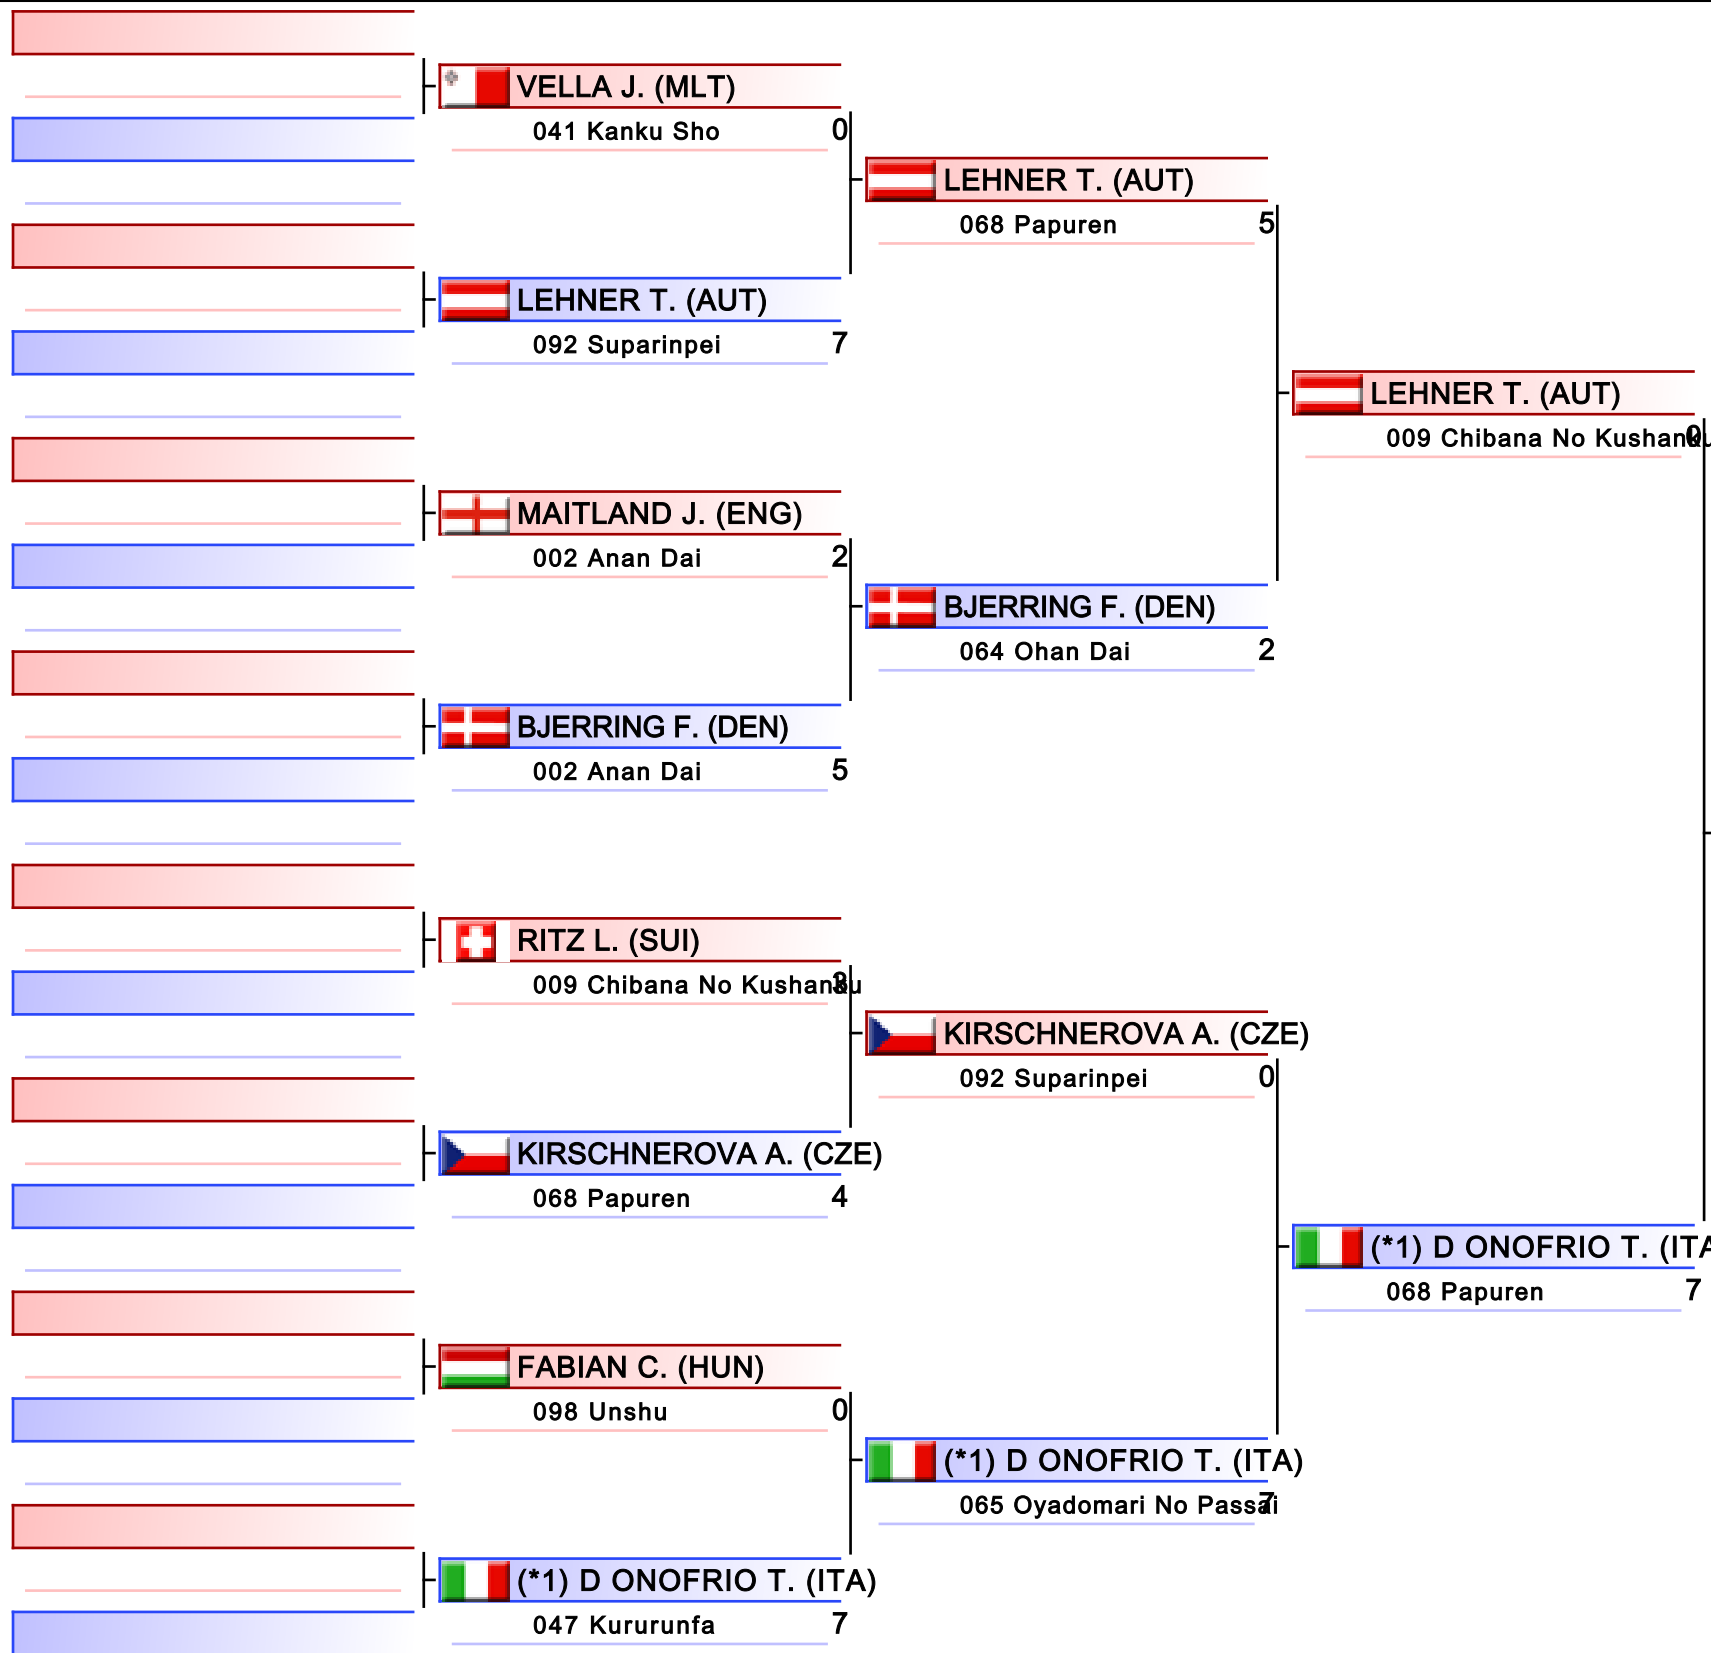 VELLA J. (MLT)
041 Kanku Sho 0
LEHNER T. (AUT)
092 Suparinpei 7
MAITLAND J. (ENG)
002 Anan Dai 2
BJERRING F. (DEN)
002 Anan Dai 5
RITZ L. (SUI)
009 Chibana No Kushanku 3
KIRSCHNEROVA A. (CZE)
068 Papuren 4
FABIAN C. (HUN)
098 Unshu 0
(*1) D ONOFRIO T. (ITA)
047 Kururunfa 7
LEHNER T. (AUT)
068 Papuren 5
BJERRING F. (DEN)
064 Ohan Dai 2
KIRSCHNEROVA A. (CZE)
092 Suparinpei 0
(*1) D ONOFRIO T. (ITA)
065 Oyadomari No Passai 7
LEHNER T. (AUT)
009 Chibana No Kushanku 0
(*1) D ONOFRIO T. (ITA
068 Papuren 7